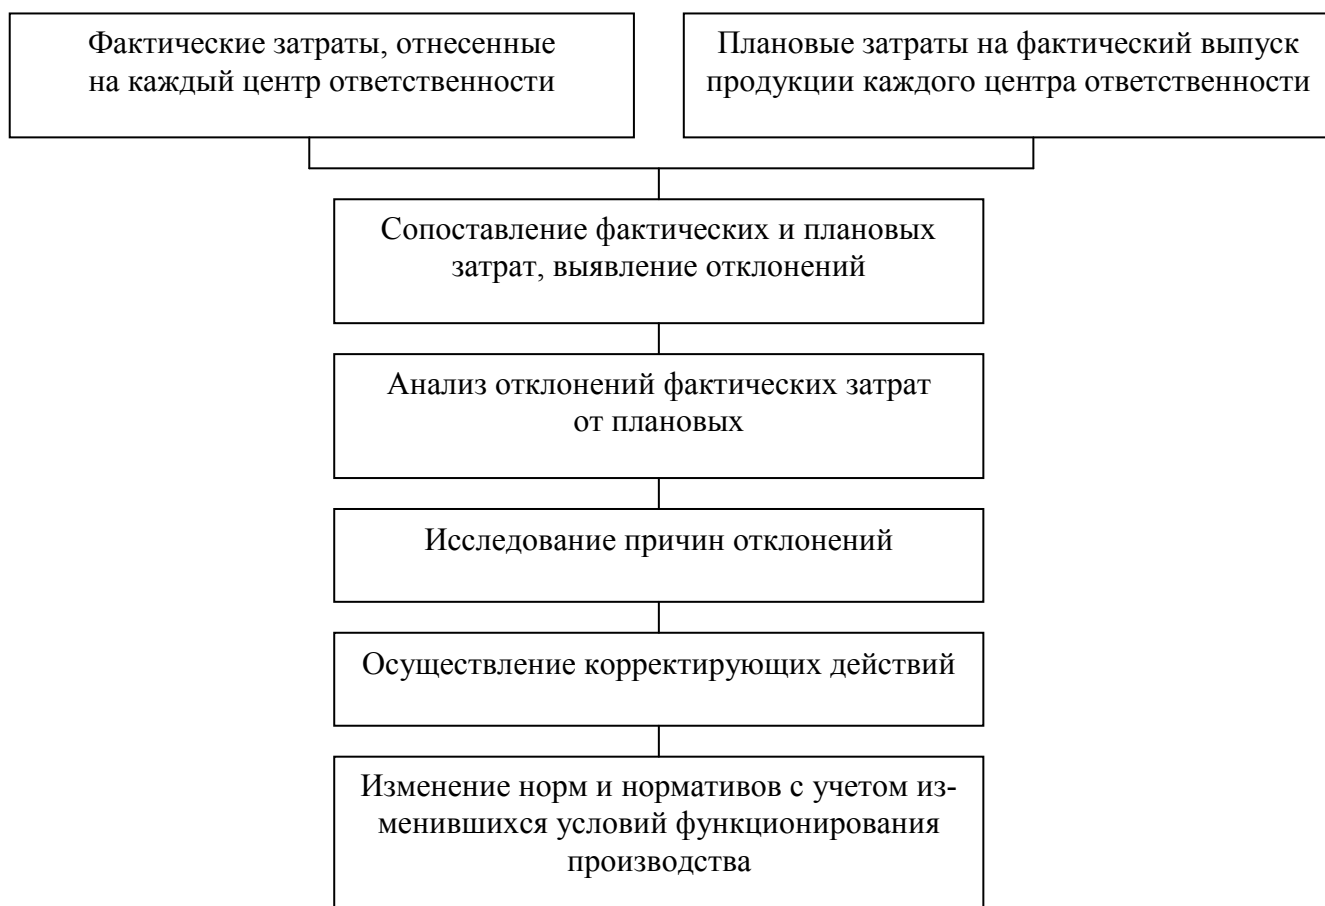 Фактические затраты, отнесенные
на каждый центр ответственности
Плановые затраты на фактический выпуск
продукции каждого центра ответственности
Сопоставление фактических и плановых
затрат, выявление отклонений
Анализ отклонений фактических затрат
от плановых
Исследование причин отклонений
Осуществление корректирующих действий
Изменение норм и нормативов с учетом из-
менившихся условий функционирования
производства